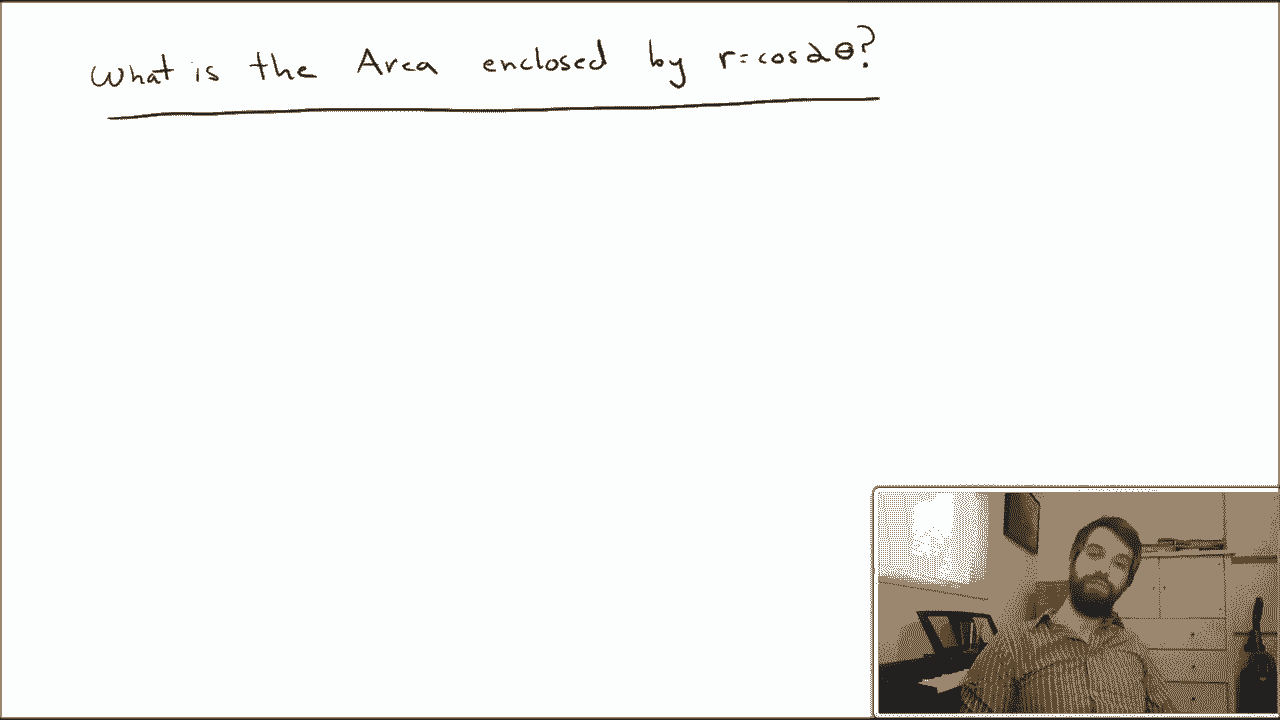 What is the Area enclosed by r=cos2θ?